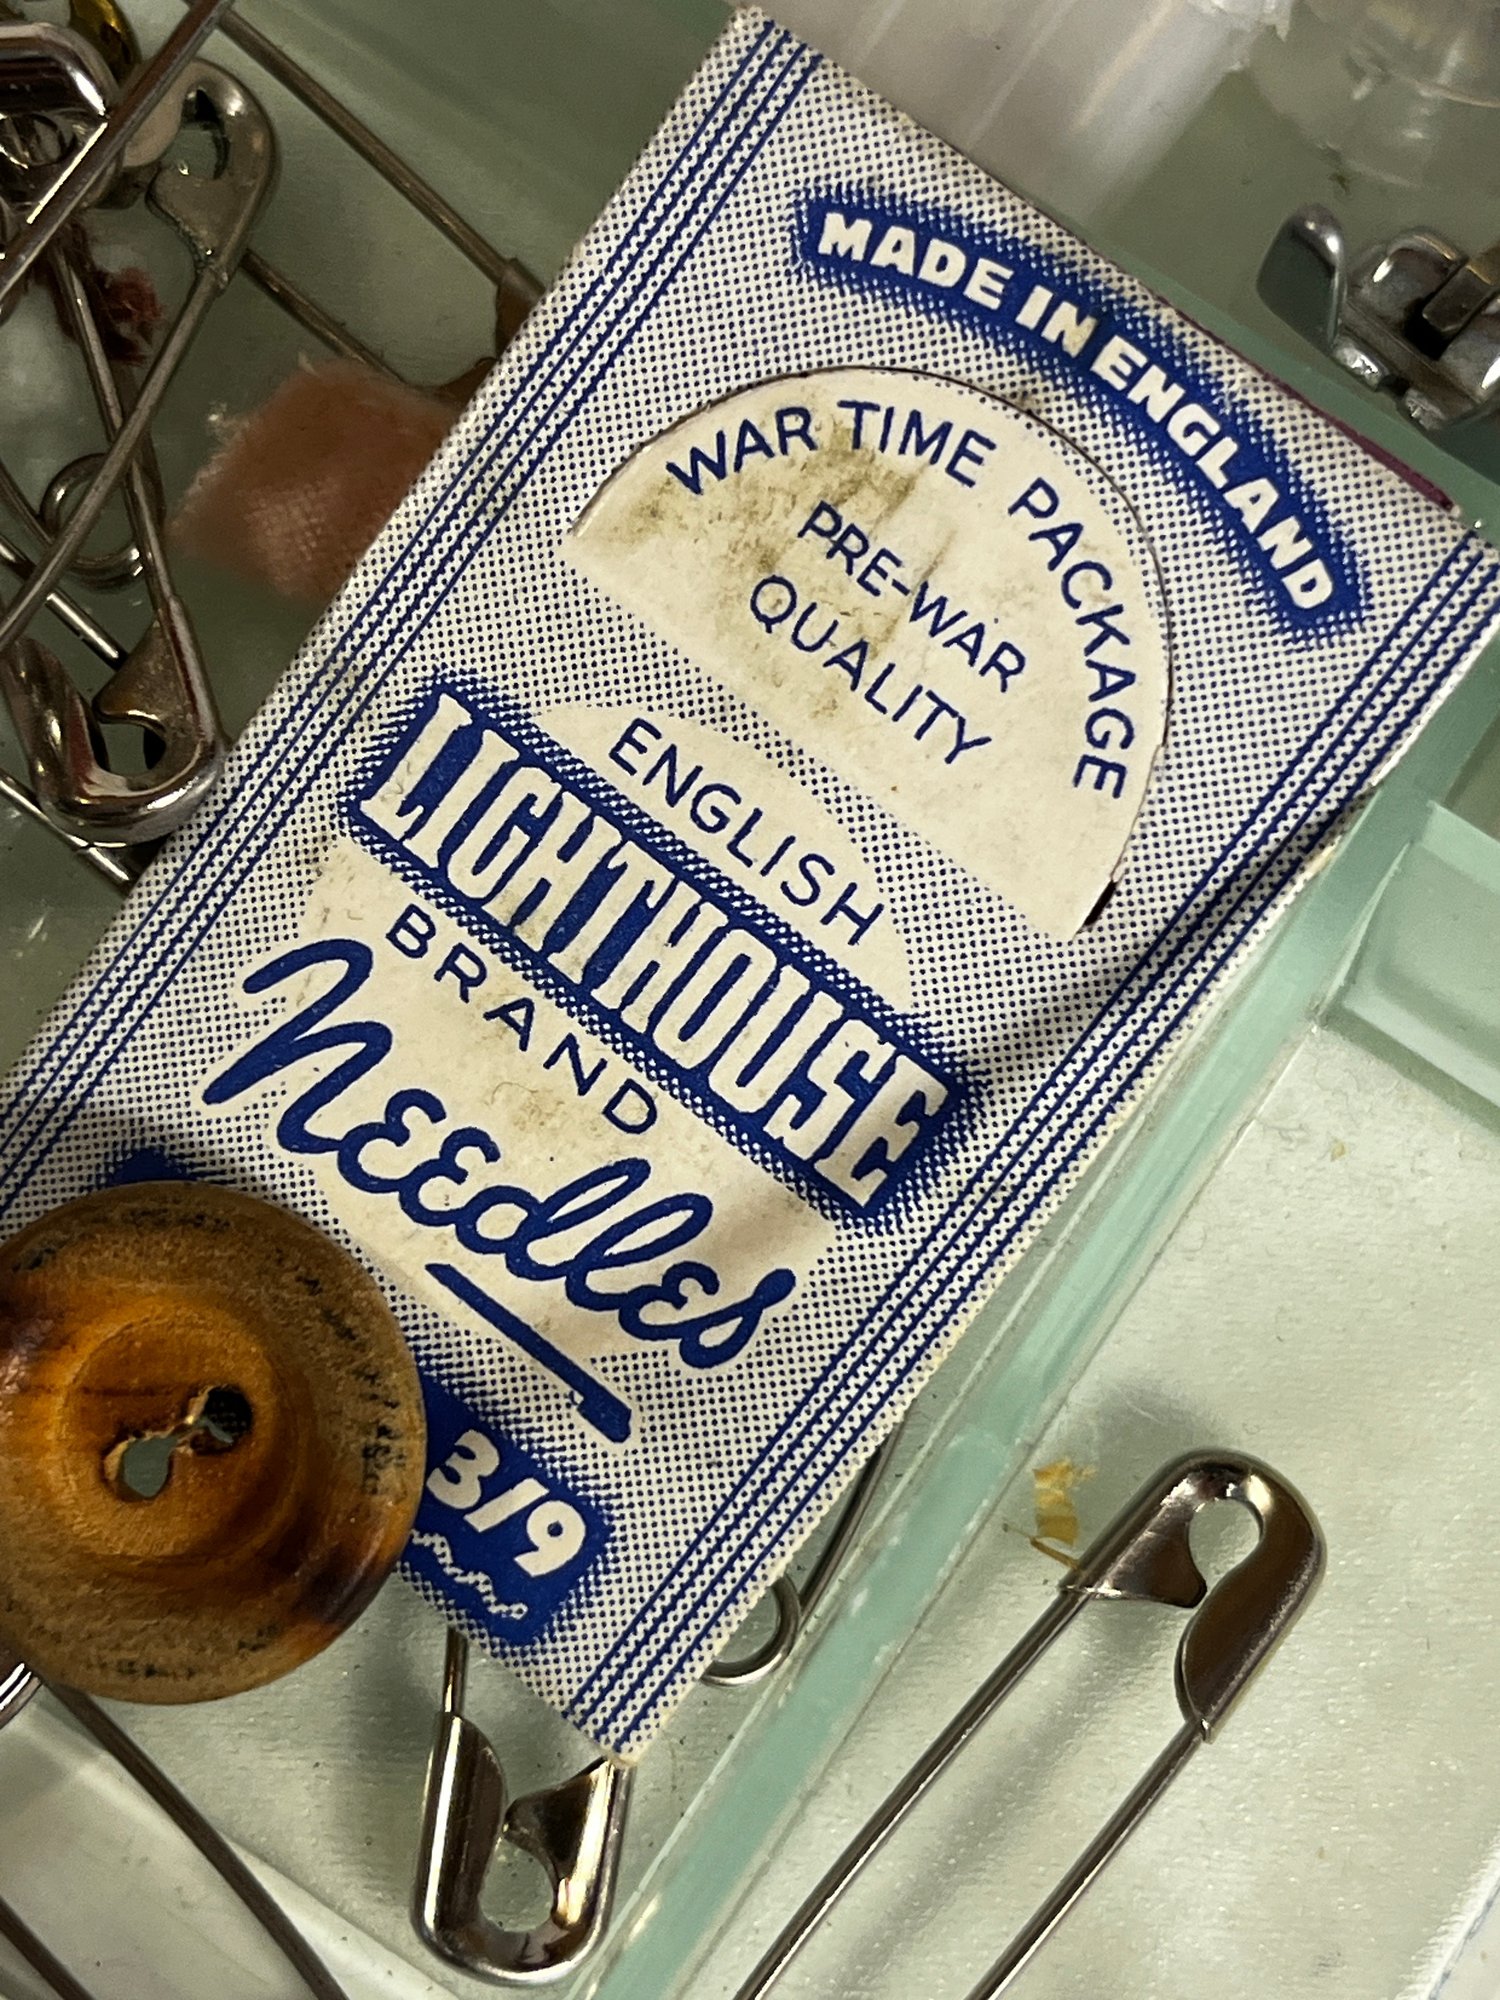 MADE IN ENGLAND
WAR TIME PACKAGE
PRE-WAR
QUALITY
ENGLISH
LIGHTHOUSE
BRAND
Needles
3/9